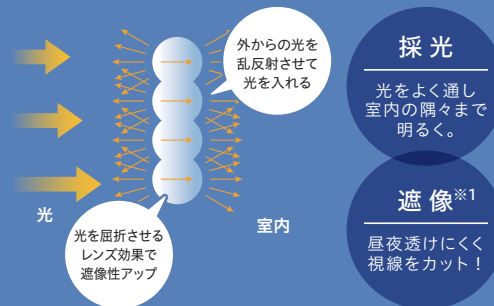 外からの光を
乱反射させて
光を入れる
光
光を屈折させる
レンズ効果で
遮像性アップ
室内
採光
光をよく通し
室内の隅々まで
明るく。
遮像※1
昼夜透けにくく
視線をカット！